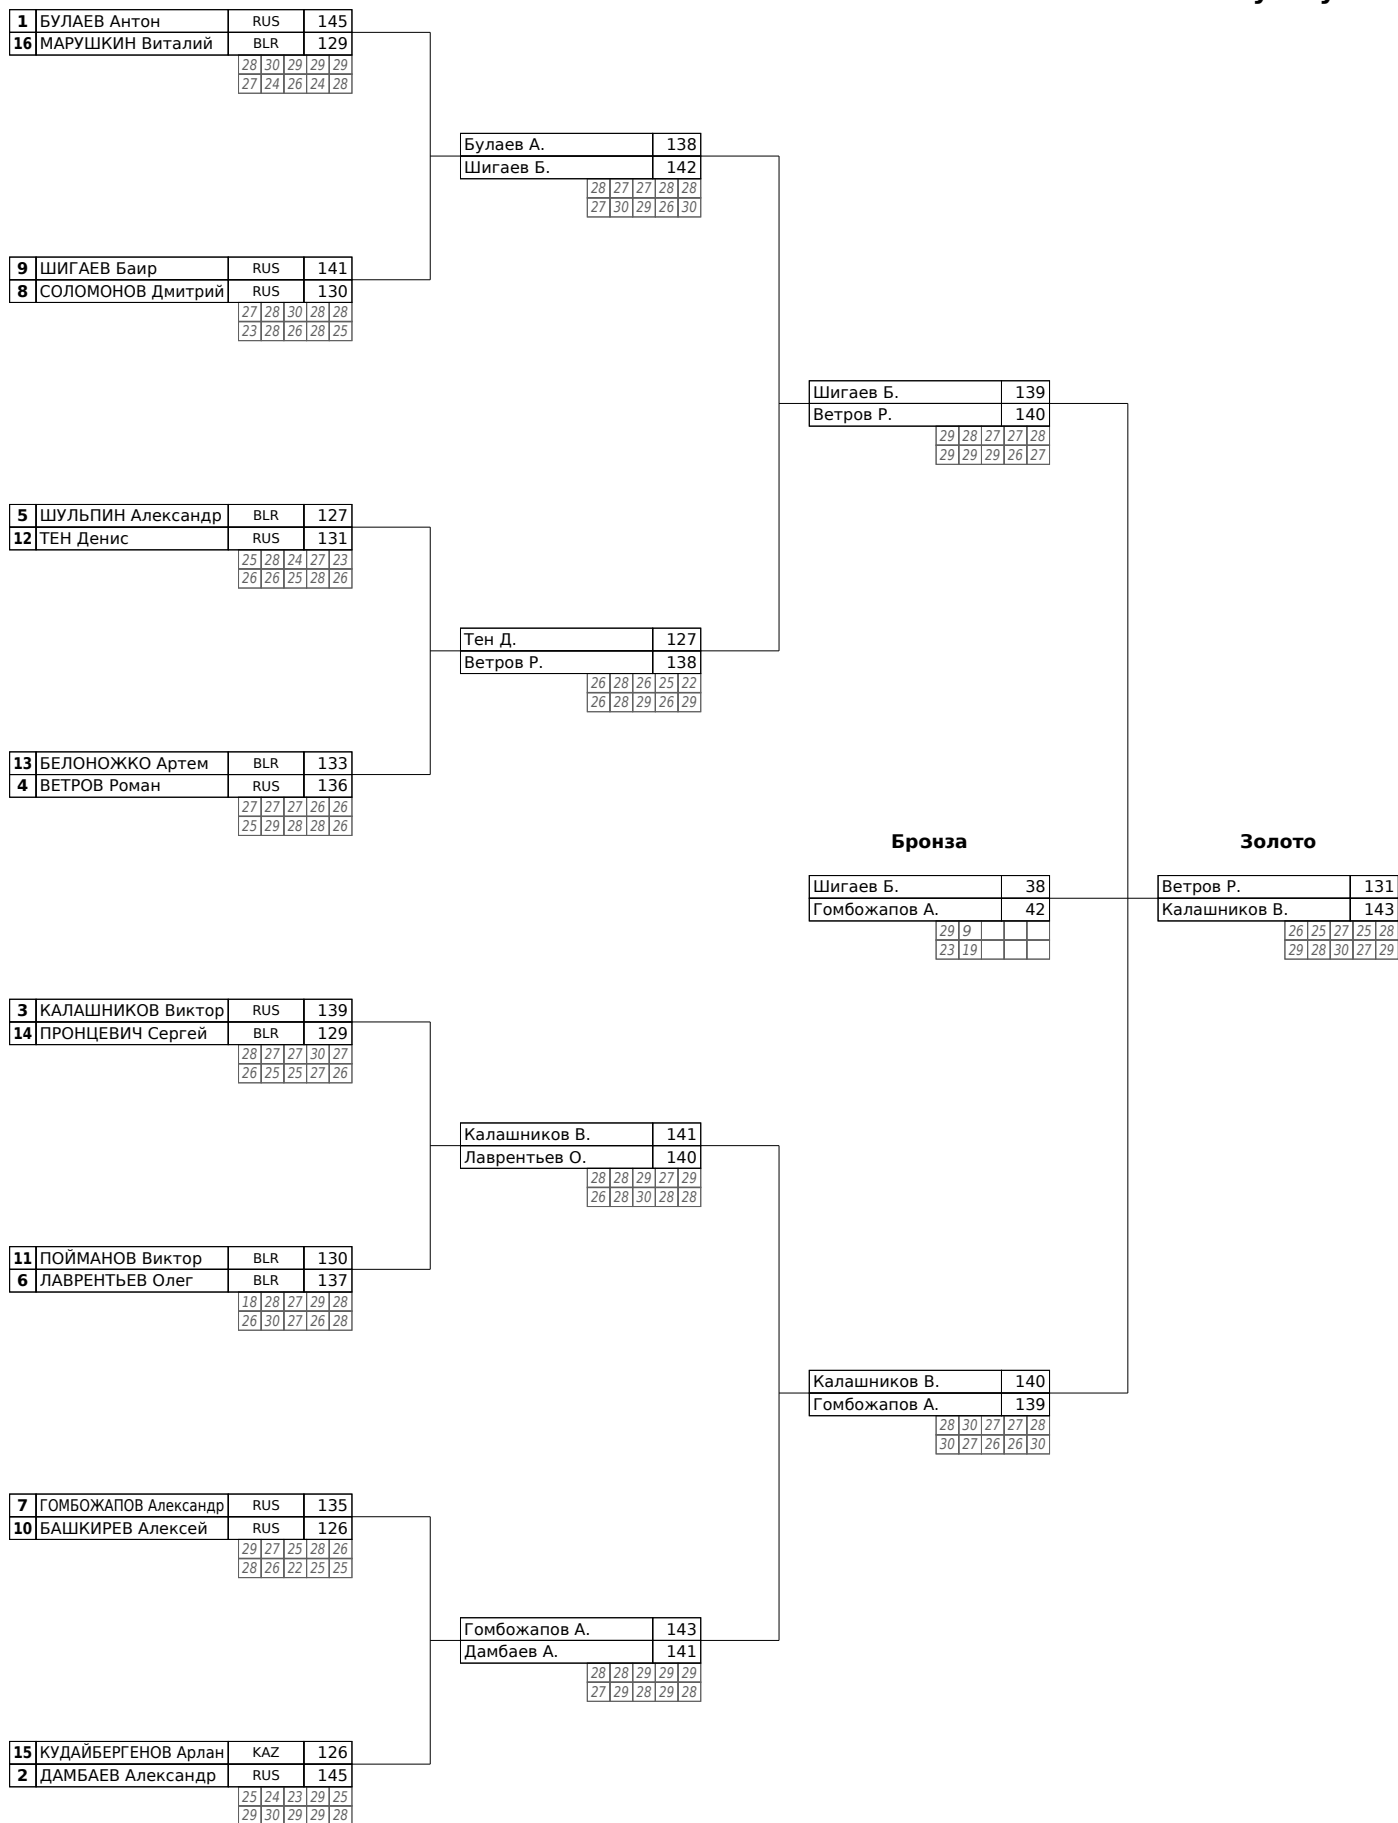 1 БУЛАЕВ Антон RUS 145
16 МАРУШКИН Виталий BLR 129
28 30 29 29 29
27 24 26 24 28
Булаев А. 138
Шигаев Б. 142
28 27 27 28 28
27 30 29 26 30
9 ШИГАЕВ Баир RUS 141
8 СОЛОМОНОВ Дмитрий RUS 130
27 28 30 28 28
23 28 26 28 25
Шигаев Б. 139
Ветров Р. 140
29 28 27 27 28
29 29 29 26 27
5 ШУЛЬПИН Александр BLR 127
12 ТЕН Денис RUS 131
25 28 24 27 23
26 26 25 28 26
Тен Д. 127
Ветров Р. 138
26 28 26 25 22
26 28 29 26 29
13 БЕЛОНОЖКО Артем BLR 133
4 ВЕТРОВ Роман RUS 136
27 27 27 26 26
25 29 28 28 26
Бронза Золото
Шигаев Б. 38 Ветров Р. 131
Гомбожапов А. 42 Калашников В. 143
29 9 26 25 27 25 28
23 19 29 28 30 27 29
3 КАЛАШНИКОВ Виктор RUS 139
14 ПРОНЦЕВИЧ Сергей BLR 129
28 27 27 30 27
26 25 25 27 26
Калашников В. 141
Лаврентьев О. 140
28 28 29 27 29
26 28 30 28 28
11 ПОЙМАНОВ Виктор BLR 130
6 ЛАВРЕНТЬЕВ Олег BLR 137
18 28 27 29 28
26 30 27 26 28
Калашников В. 140
Гомбожапов А. 139
28 30 27 27 28
30 27 26 26 30
7 ГОМБОЖАПОВ Александр RUS 135
10 БАШКИРЕВ Алексей RUS 126
29 27 25 28 26
28 26 22 25 25
Гомбожапов А. 143
Дамбаев А. 141
28 28 29 29 29
27 29 28 29 28
15 КУДАЙБЕРГЕНОВ Арлан KAZ 126
2 ДАМБАЕВ Александр RUS 145
25 24 23 29 25
29 30 29 29 28